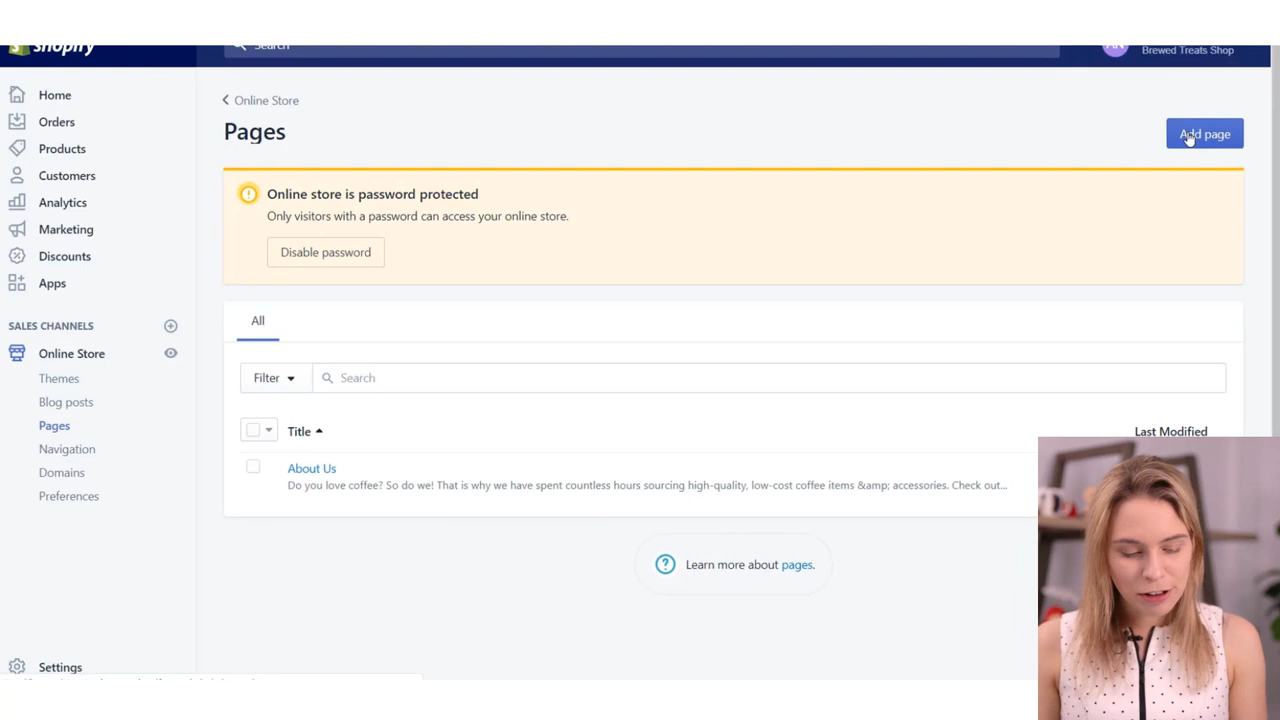 shopify
Search
AN
Brewed Treats Shop
Home
Orders
Products
Customers
Analytics
Marketing
Discounts
Apps
SALES CHANNELS
Online Store
Themes
Blog posts
Pages
Navigation
Domains
Preferences
Settings
Online Store
Pages
Add page
Online store is password protected
Only visitors with a password can access your online store.
Disable password
All
Filter
Search
Title
Last Modified
About Us
Do you love coffee? So do we! That is why we have spent countless hours sourcing high-quality, low-cost coffee items &amp; accessories. Check out...
Learn more about pages.